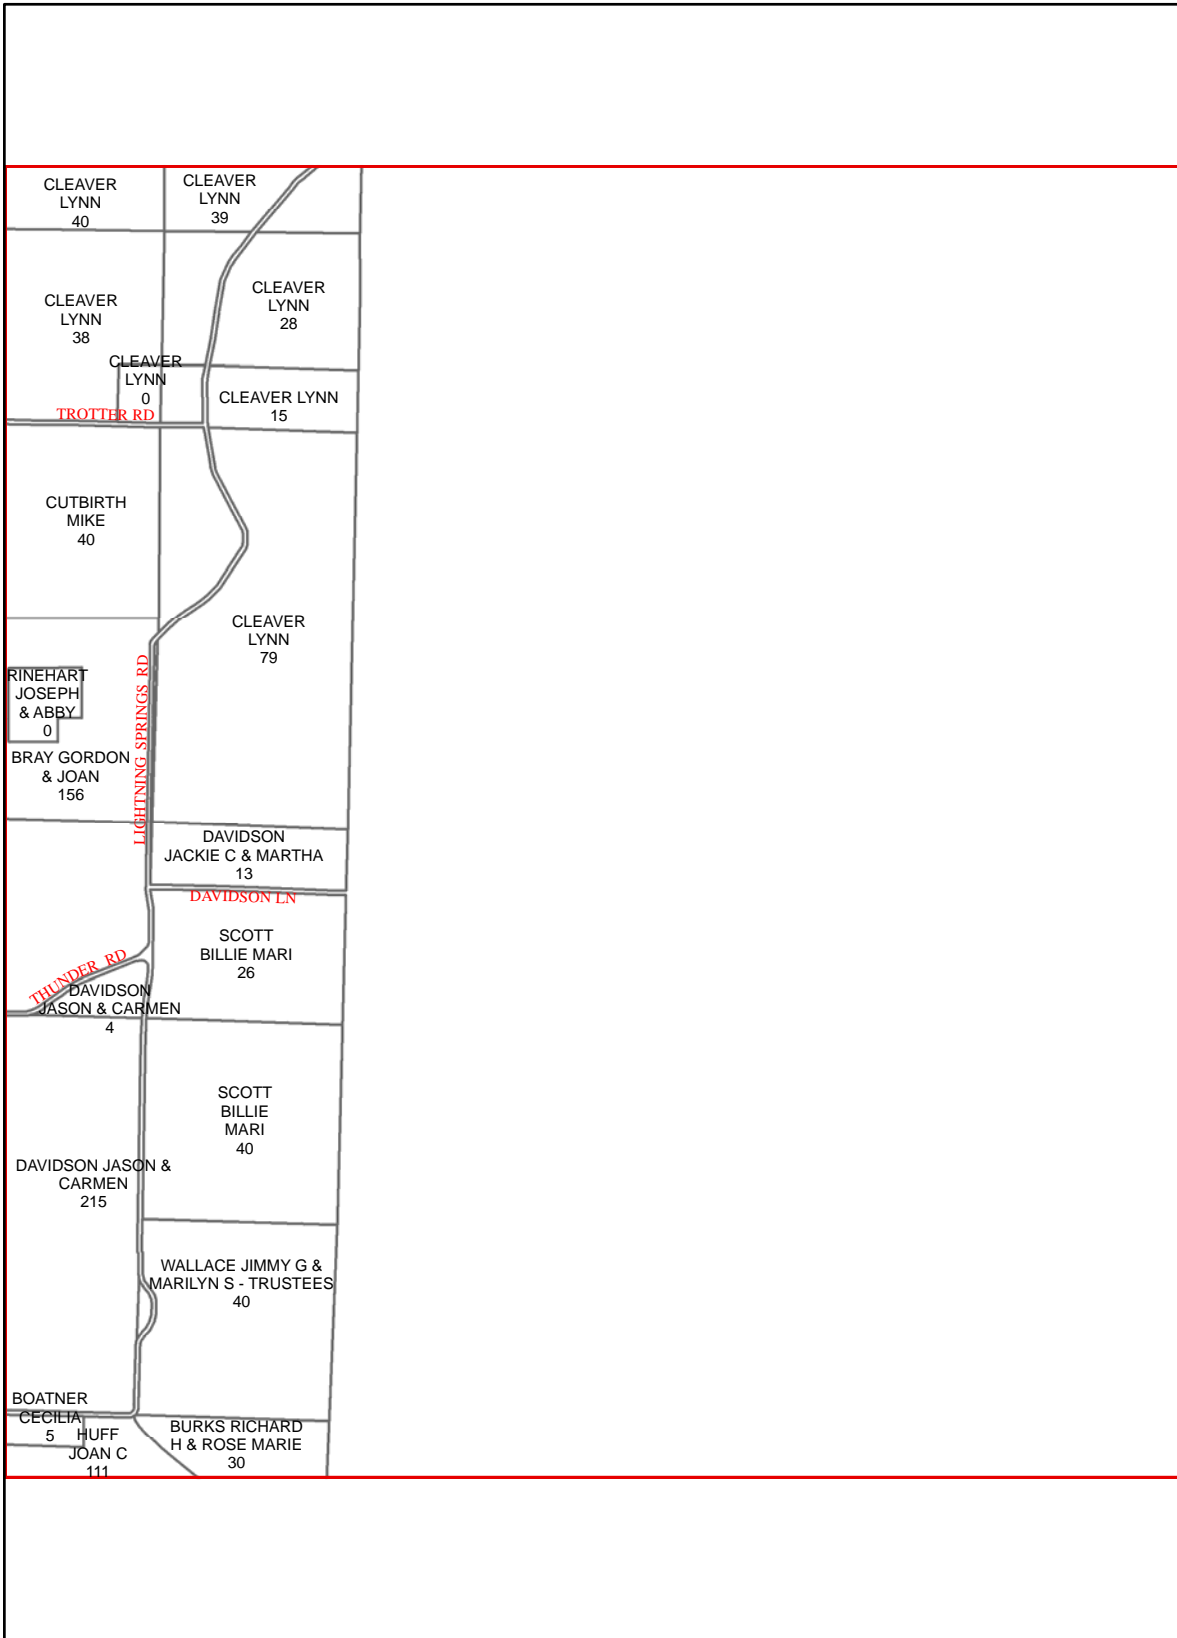 CLEAVER
LYNN
40
CLEAVER
LYNN
39
CLEAVER
LYNN
38
CLEAVER
LYNN
28
CLEAVER
LYNN
0
CLEAVER LYNN
15
TROTTER RD
CUTBIRTH
MIKE
40
CLEAVER
LYNN
79
RINEHART
JOSEPH
& ABBY
0
LIGHTNING SPRINGS RD
BRAY GORDON
& JOAN
156
DAVIDSON
JACKIE C & MARTHA
13
DAVIDSON LN
SCOTT
BILLIE MARI
26
THUNDER RD
DAVIDSON
JASON & CARMEN
4
SCOTT
BILLIE
MARI
40
DAVIDSON JASON &
CARMEN
215
WALLACE JIMMY G &
MARILYN S - TRUSTEES
40
BOATNER
CECILIA
5
HUFF
JOAN C
111
BURKS RICHARD
H & ROSE MARIE
30